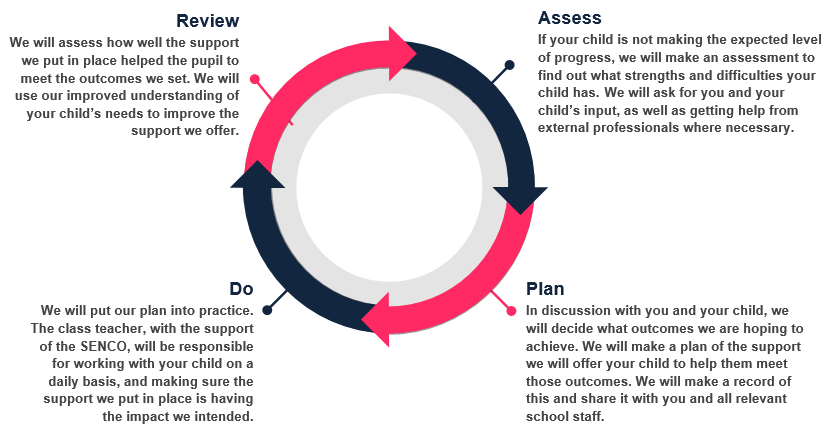 Review
We will assess how well the support
we put in place helped the pupil to
meet the outcomes we set. We will
use our improved understanding of
your child's needs to improve the
support we offer.
Assess
If your child is not making the expected level
of progress, we will make an assessment to
find out what strengths and difficulties your
child has. We will ask for you and your
child's input, as well as getting help from
external professionals where necessary.
Do
We will put our plan into practice.
The class teacher, with the support
of the SENCO, will be responsible
for working with your child on a
daily basis, and making sure the
support we put in place is having
the impact we intended.
Plan
In discussion with you and your child, we
will decide what outcomes we are hoping to
achieve. We will make a plan of the support
we will offer your child to help them meet
those outcomes. We will make a record of
this and share it with you and all relevant
school staff.